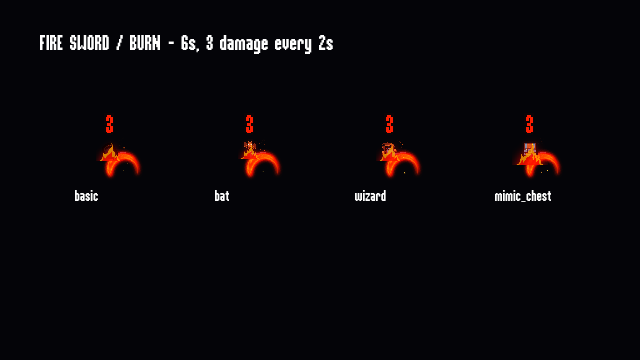 FIRE SWORD / BURN - 6s, 3 damage every 2s
3 3 3 3
basic bat wizard mimic_chest